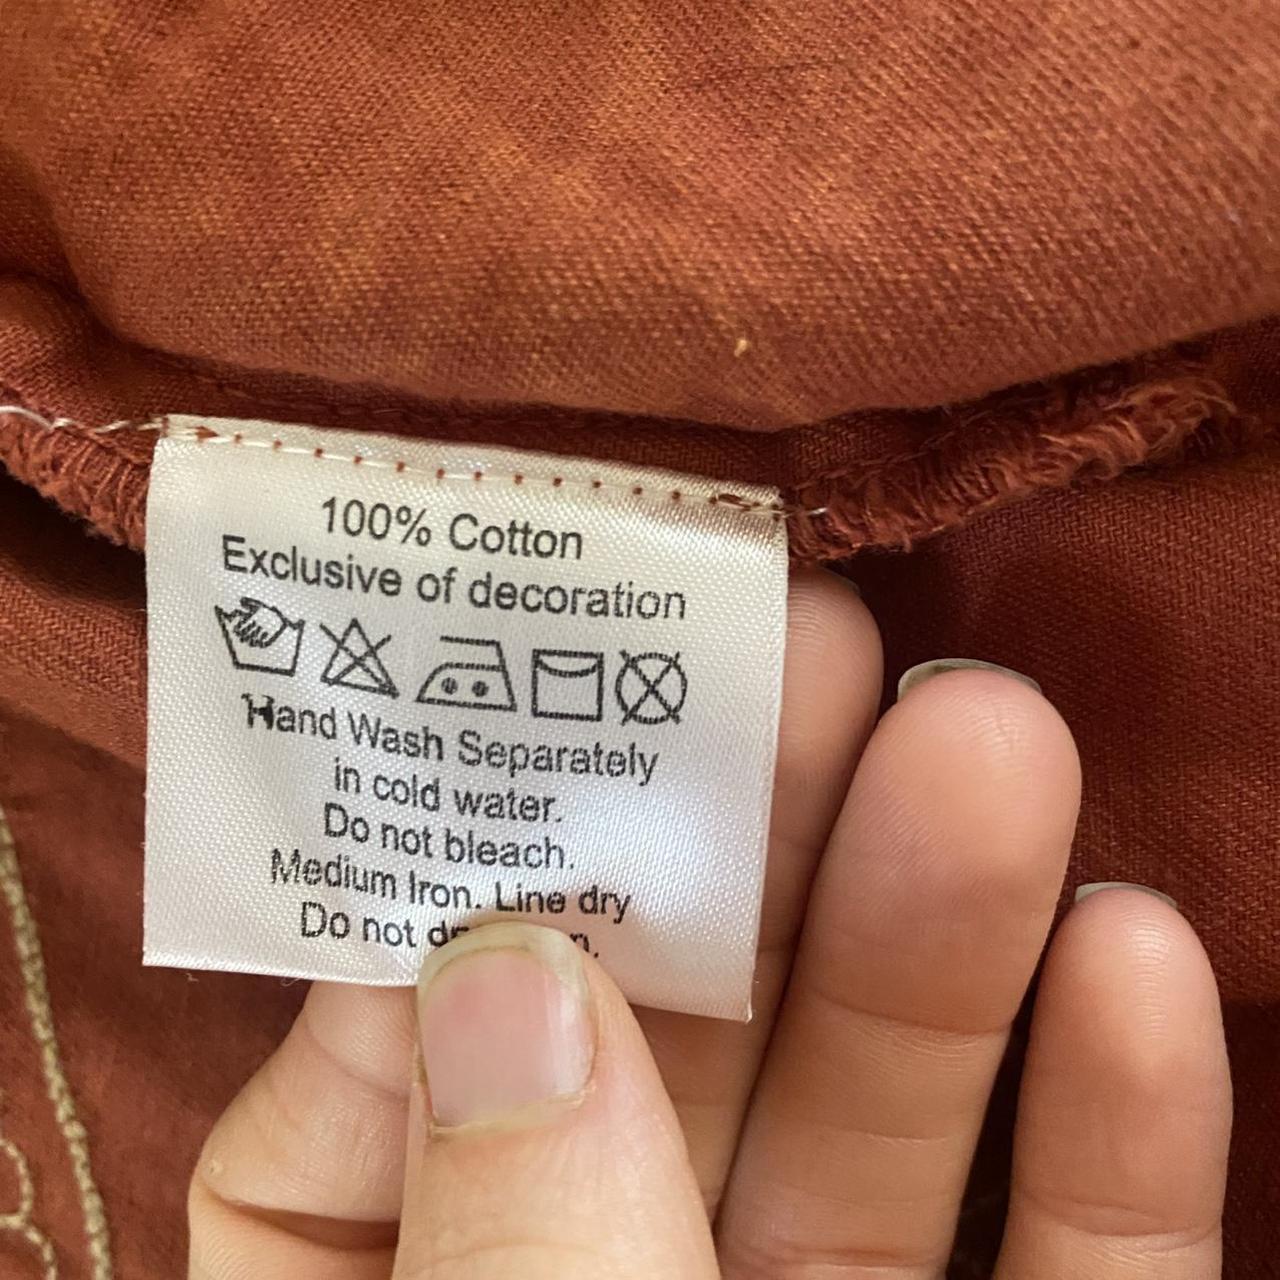 100% Cotton
Exclusive of decoration
Hand Wash Separately
in cold water.
Do not bleach.
Medium Iron. Line dry
Do not